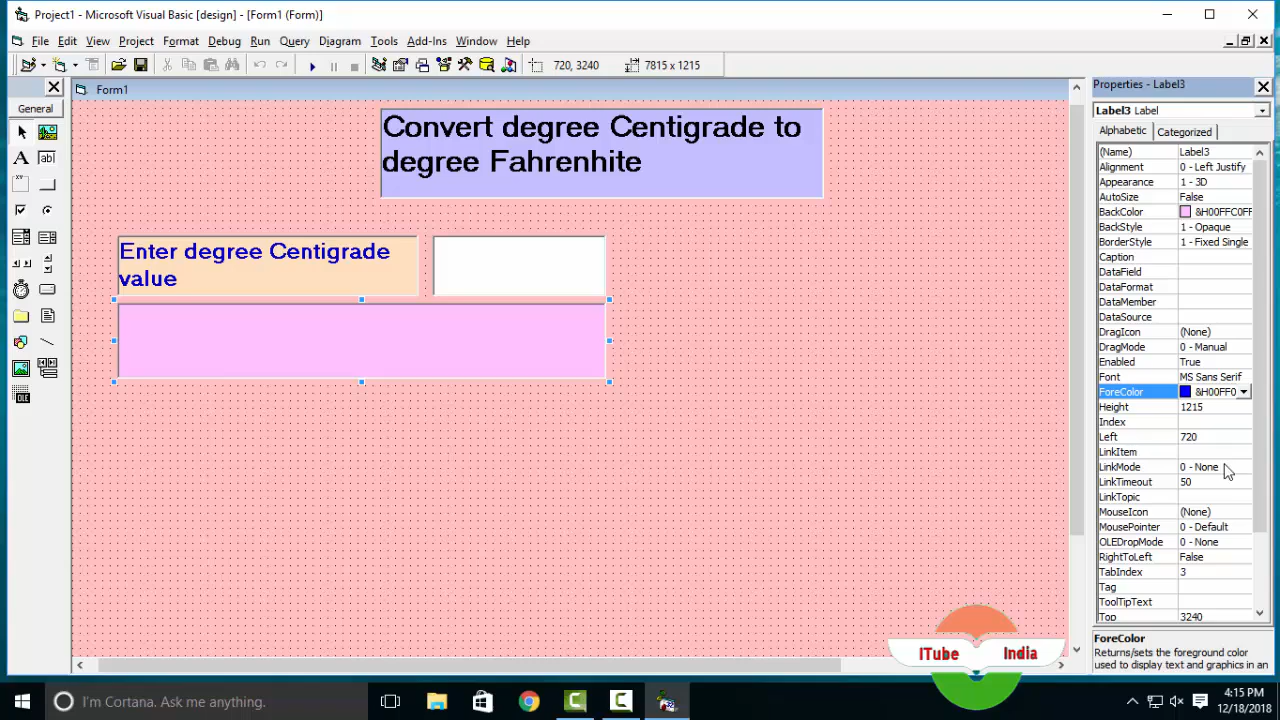 Project1 - Microsoft Visual Basic [design] - [Form1 (Form)]
File Edit View Project Format Debug Run Query Diagram Tools Add-Ins Window Help
720, 3240 7815 x 1215
General
Form1
Convert degree Centigrade to
degree Fahrenhite
Enter degree Centigrade
value
Properties - Label3
Label3 Label
Alphabetic Categorized
(Name) Label3
Alignment 0 - Left Justify
Appearance 1 - 3D
AutoSize False
BackColor &H00FFC0FF
BackStyle 1 - Opaque
BorderStyle 1 - Fixed Single
Caption
DataField
DataFormat
DataMember
DataSource
DragIcon (None)
DragMode 0 - Manual
Enabled True
Font MS Sans Serif
ForeColor &H00FF0
Height 1215
Index
Left 720
LinkItem
LinkMode 0 - None
LinkTimeout 50
LinkTopic
MouseIcon (None)
MousePointer 0 - Default
OLEDropMode 0 - None
RightToLeft False
TabIndex 3
Tag
ToolTipText
Top 3240
ForeColor
Returns/sets the foreground color
used to display text and graphics in an
ITube India
I'm Cortana. Ask me anything.
4:15 PM
12/18/2018
A
ab|
xy
OLE